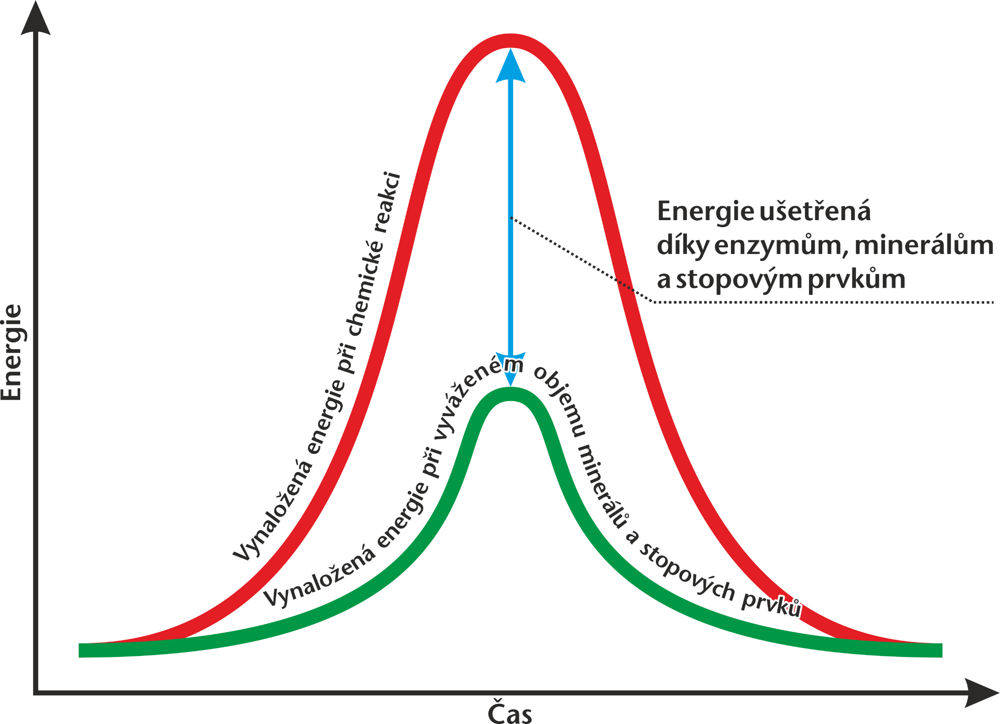 Energie
Vynaložená energie při chemické reakci
Vynaložená energie při vyváženém objemu minerálů a stopových prvků
Energie ušetřená
díky enzymům, minerálům
a stopovým prvkům
Čas